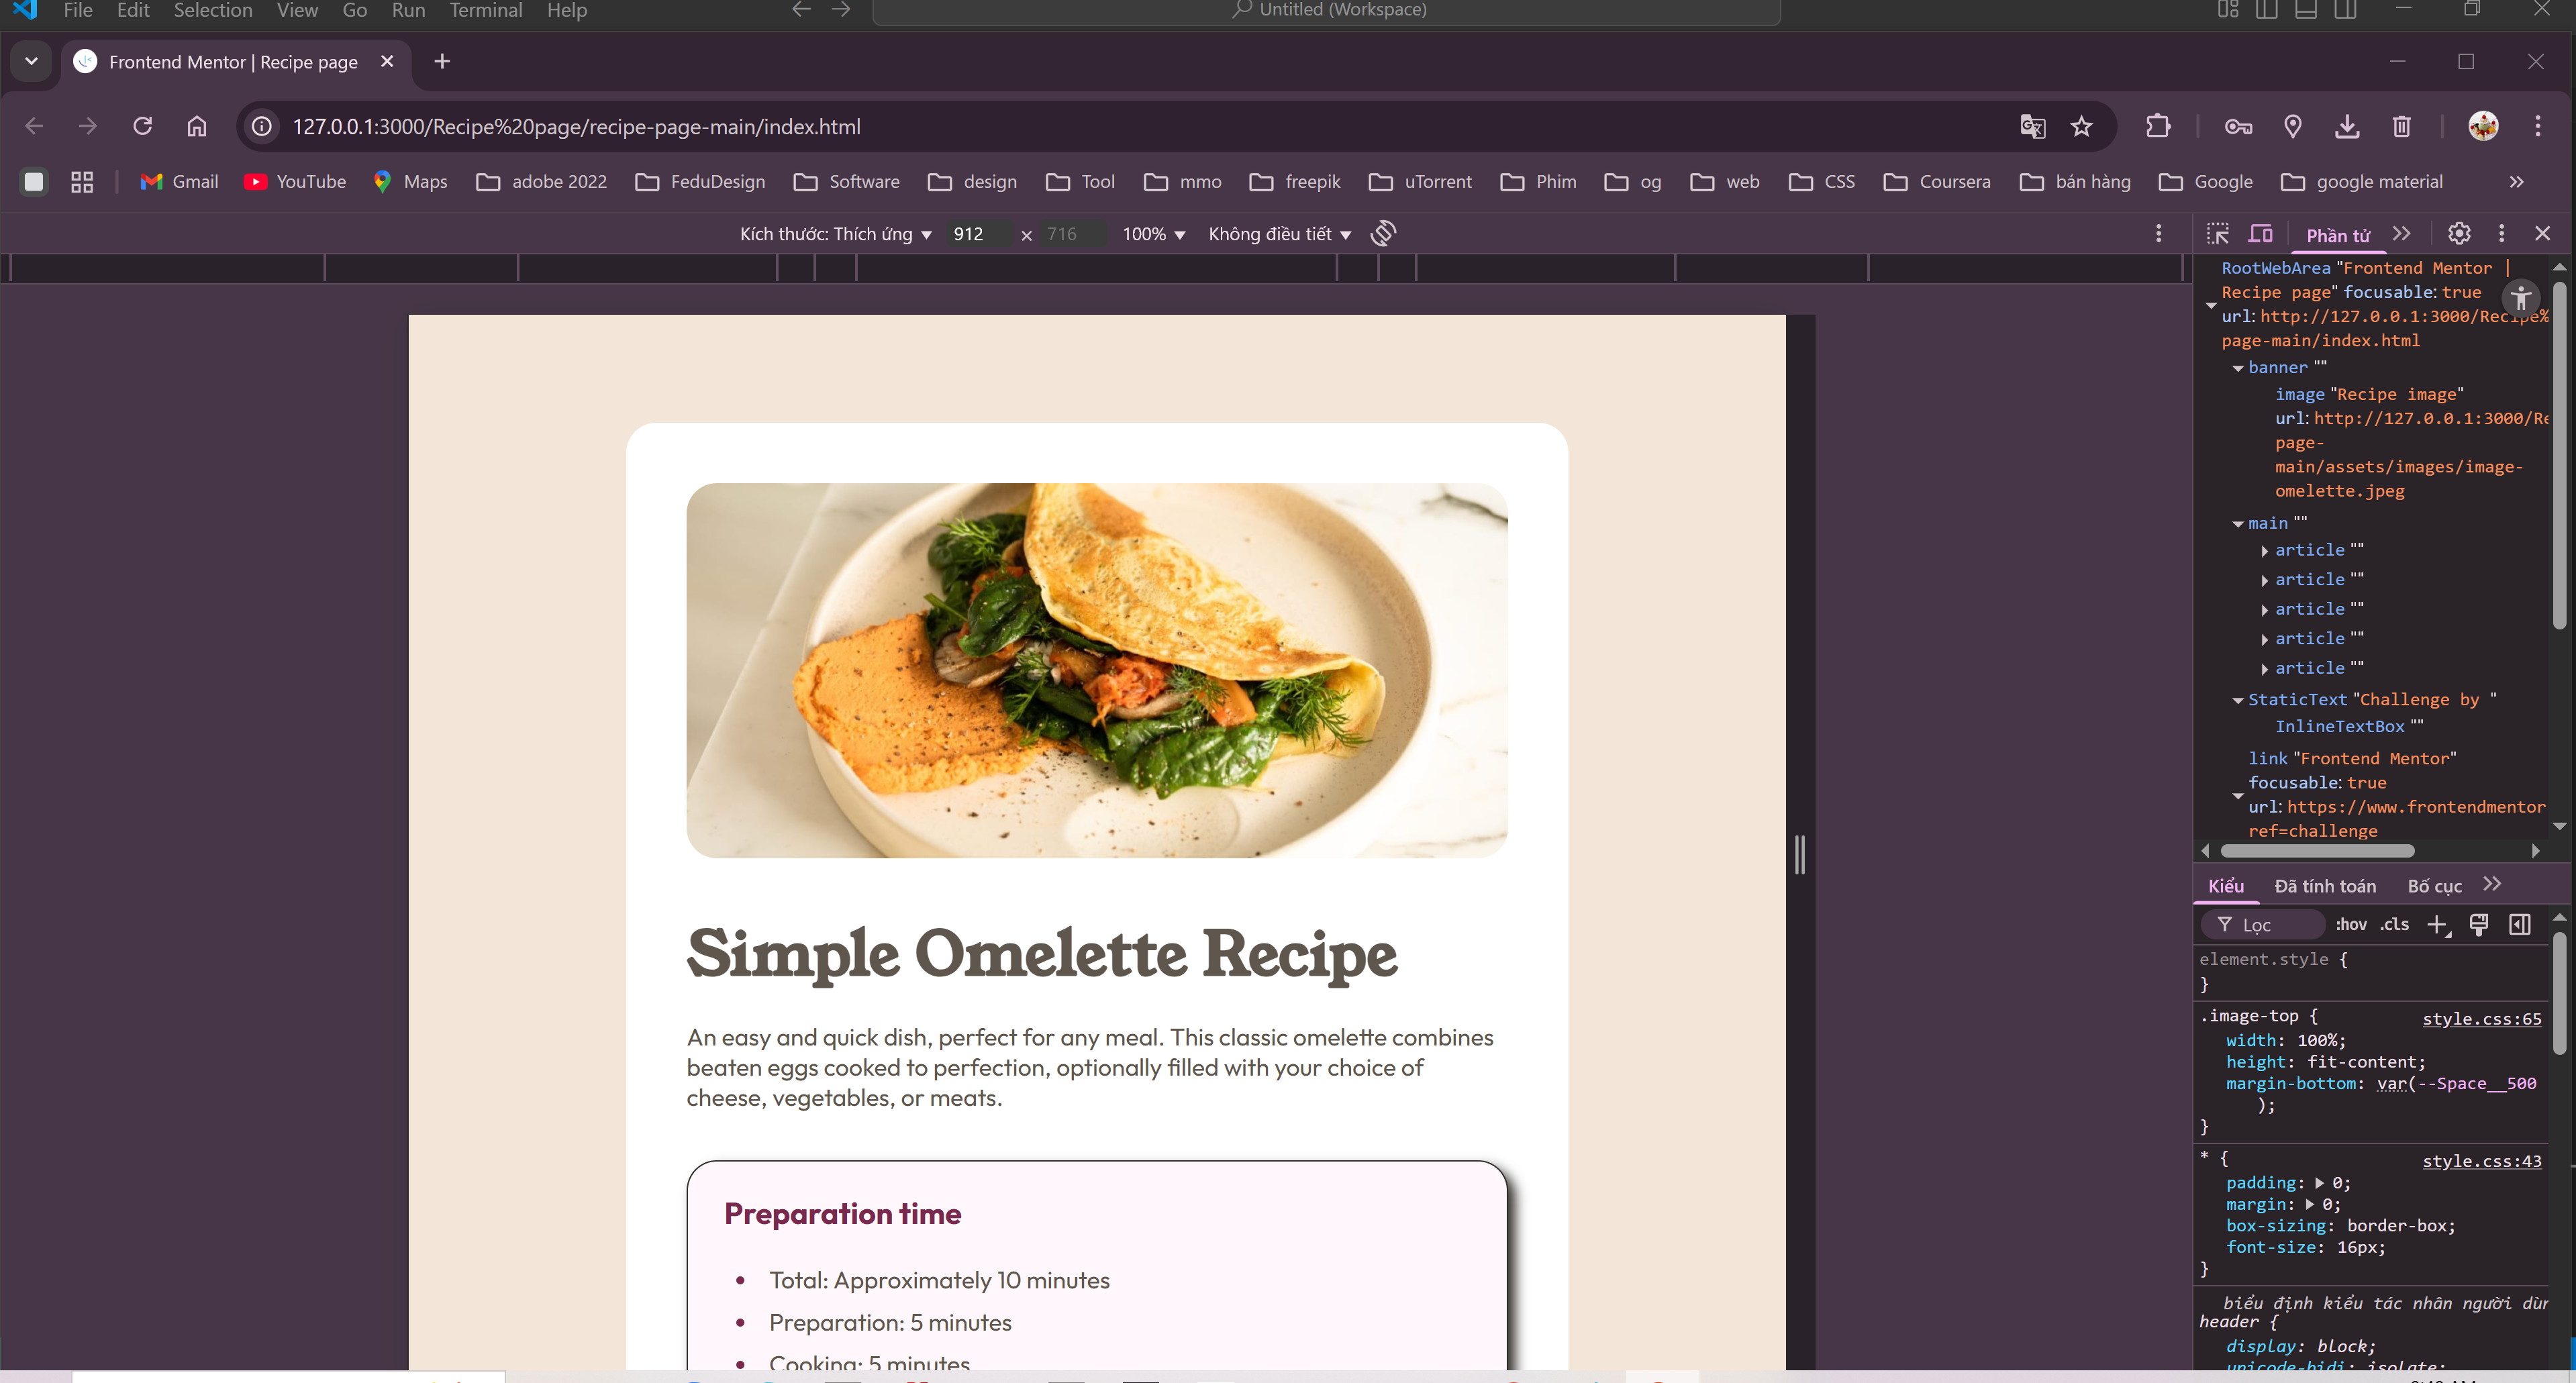 File Edit Selection View Go Run Terminal Help
Untitled (Workspace)
Frontend Mentor | Recipe page
127.0.0.1:3000/Recipe%20page/recipe-page-main/index.html
Gmail YouTube Maps adobe 2022 FeduDesign Software design Tool mmo freepik uTorrent Phim og web CSS Coursera bán hàng Google google material
Kích thước: Thích ứng 912 × 716 100% Không điều tiết
Phần tử
RootWebArea "Frontend Mentor |
Recipe page" focusable: true
url: http://127.0.0.1:3000/Recipe%
page-main/index.html
banner ""
image "Recipe image"
url: http://127.0.0.1:3000/Re
page-
main/assets/images/image-
omelette.jpeg
main ""
article ""
article ""
article ""
article ""
article ""
StaticText "Challenge by "
InlineTextBox ""
link "Frontend Mentor"
focusable: true
url: https://www.frontendmentor
ref=challenge
Simple Omelette Recipe
An easy and quick dish, perfect for any meal. This classic omelette combines
beaten eggs cooked to perfection, optionally filled with your choice of
cheese, vegetables, or meats.
Preparation time
• Total: Approximately 10 minutes
• Preparation: 5 minutes
• Cooking: 5 minutes
Kiểu Đã tính toán Bố cục
Lọc :hov .cls
element.style {
}
.image-top { style.css:65
width: 100%;
height: fit-content;
margin-bottom: var(--Space__500
);
}
* { style.css:43
padding: 0;
margin: 0;
box-sizing: border-box;
font-size: 16px;
}
biểu định kiểu tác nhân người dùn
header {
display: block;
unicode-bidi: isolate;